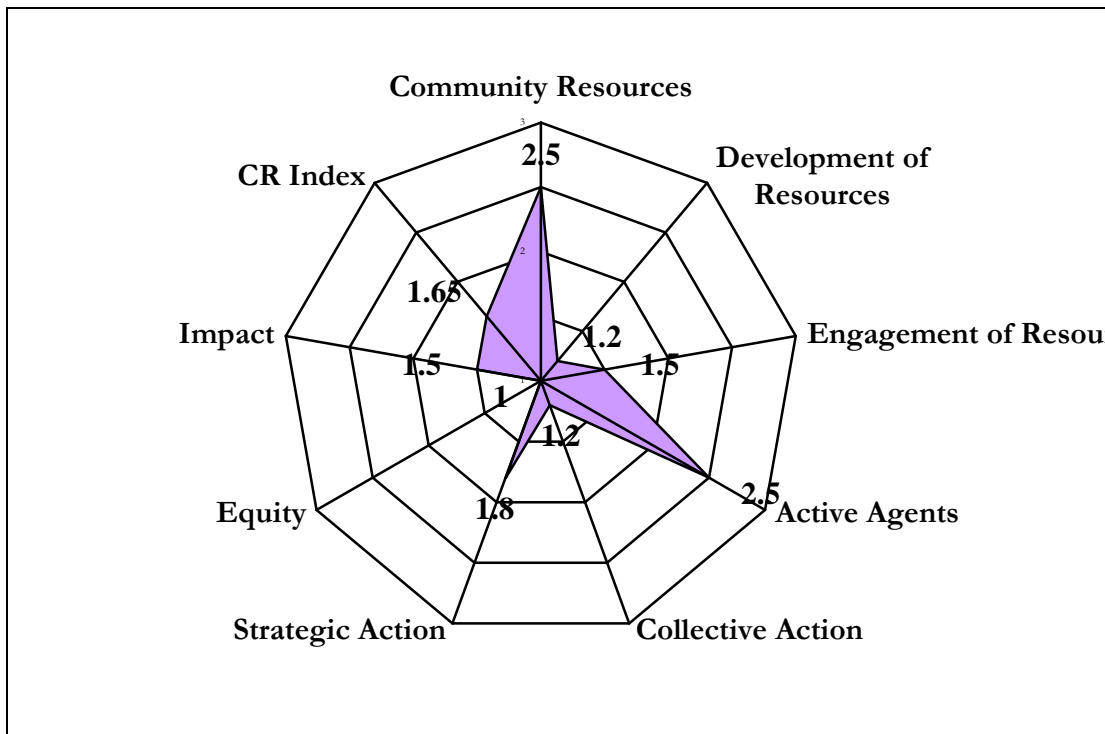 Community Resources
3
2.5
Development of
Resources
CR Index
2
1.65
1.2
Impact
Engagement of Resou
1.5
1.5
1
1
1.2
2.5
Equity
Active Agents
1.8
Strategic Action
Collective Action